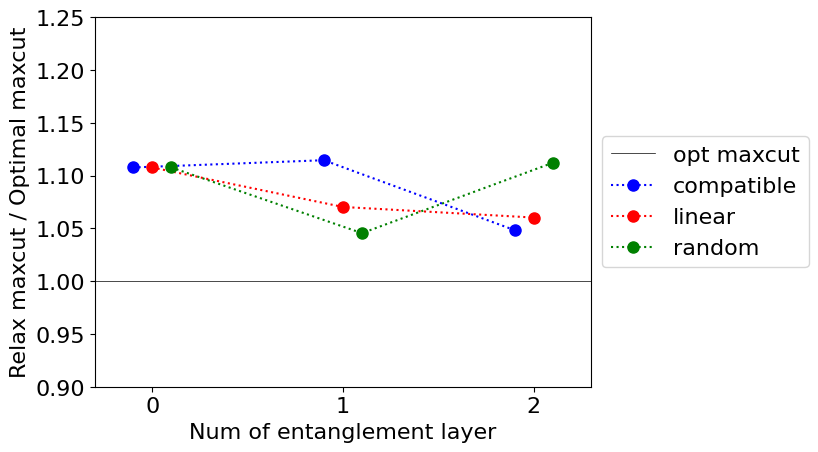 Relax maxcut / Optimal maxcut
1.25
1.20
1.15
1.10
1.05
1.00
0.95
0.90
0 1 2
Num of entanglement layer
opt maxcut
compatible
linear
random